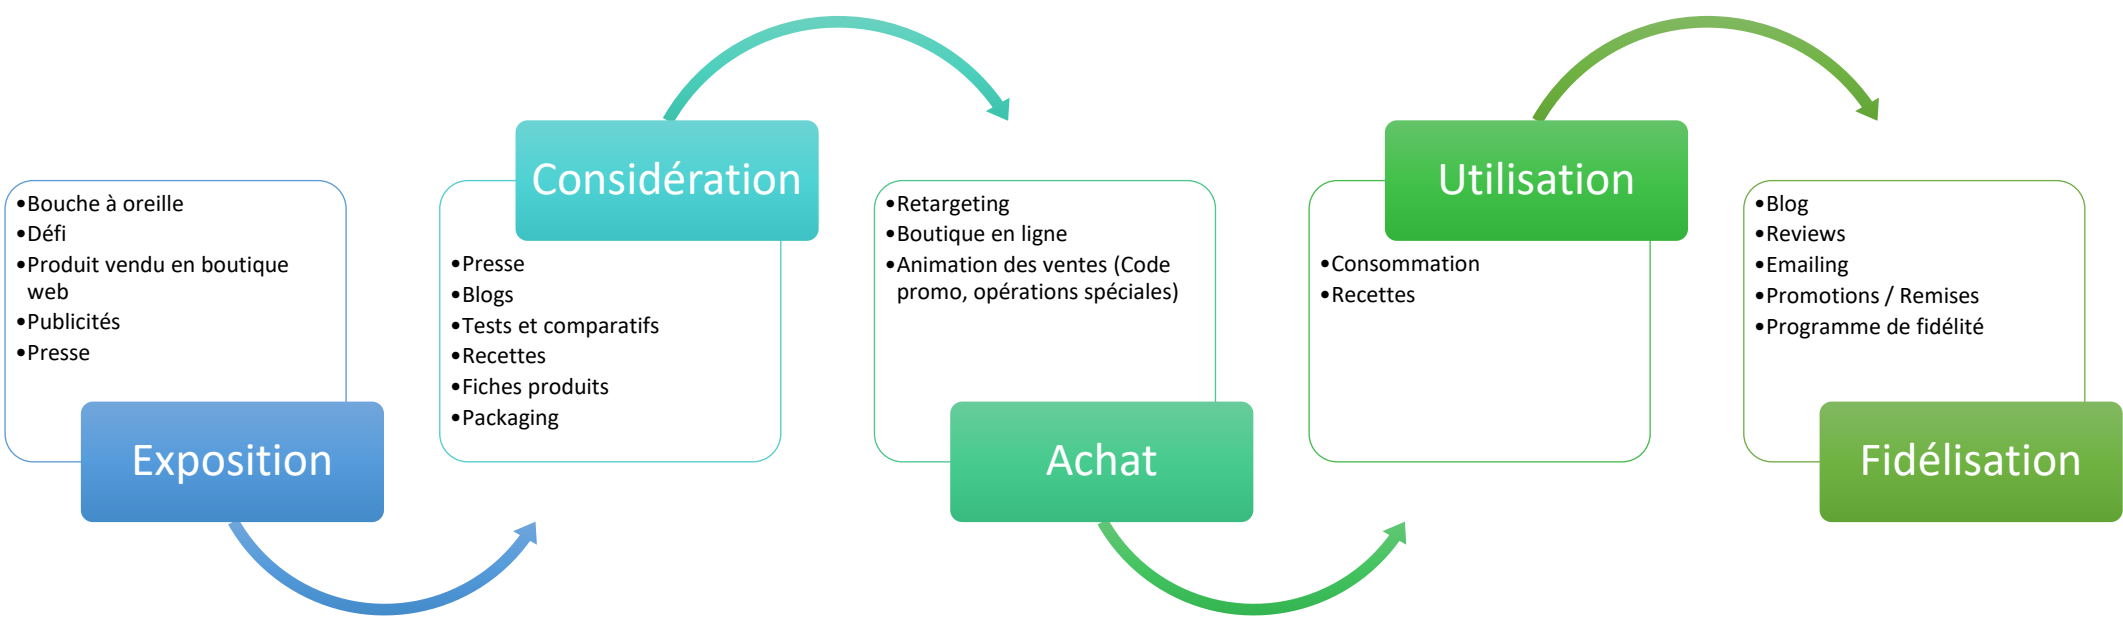 •Bouche à oreille
•Défi
•Produit vendu en boutique
web
•Publicités
•Presse
Exposition
Considération
•Presse
•Blogs
•Tests et comparatifs
•Recettes
•Fiches produits
•Packaging
•Retargeting
•Boutique en ligne
•Animation des ventes (Code
promo, opérations spéciales)
Achat
Utilisation
•Consommation
•Recettes
•Blog
•Reviews
•Emailing
•Promotions / Remises
•Programme de fidélité
Fidélisation